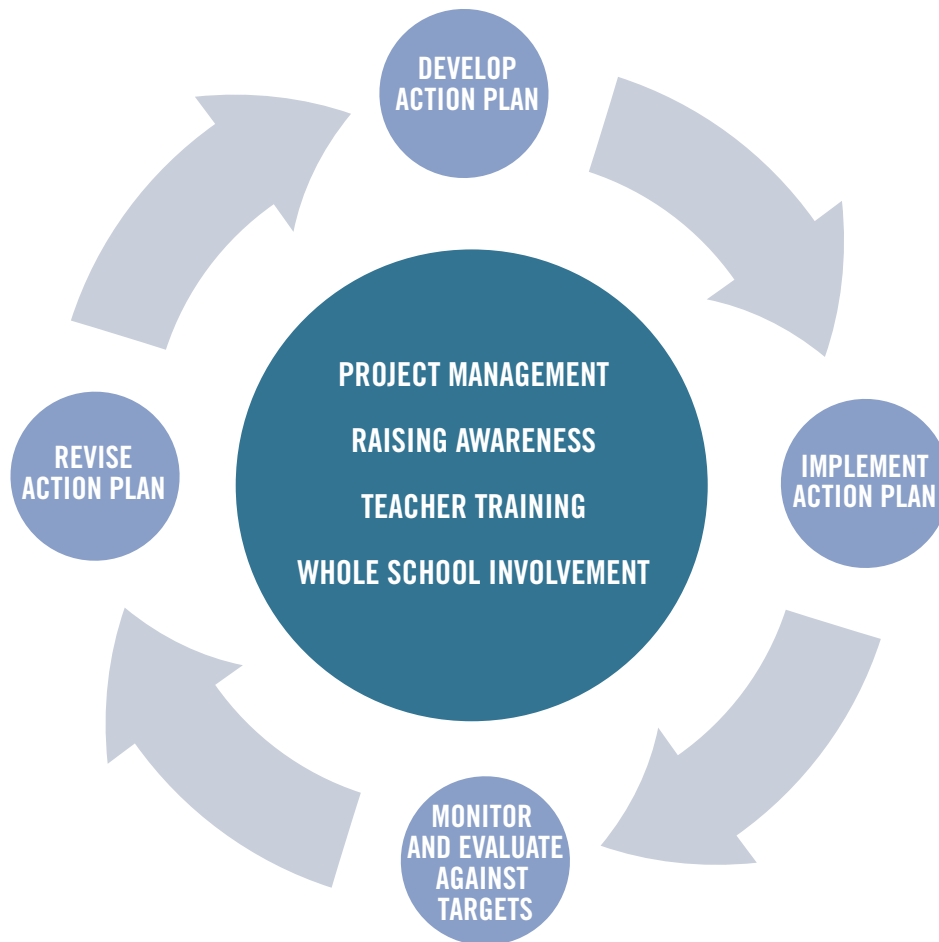 DEVELOP
ACTION PLAN
PROJECT MANAGEMENT
RAISING AWARENESS
TEACHER TRAINING
WHOLE SCHOOL INVOLVEMENT
REVISE
ACTION PLAN
IMPLEMENT
ACTION PLAN
MONITOR
AND EVALUATE
AGAINST
TARGETS